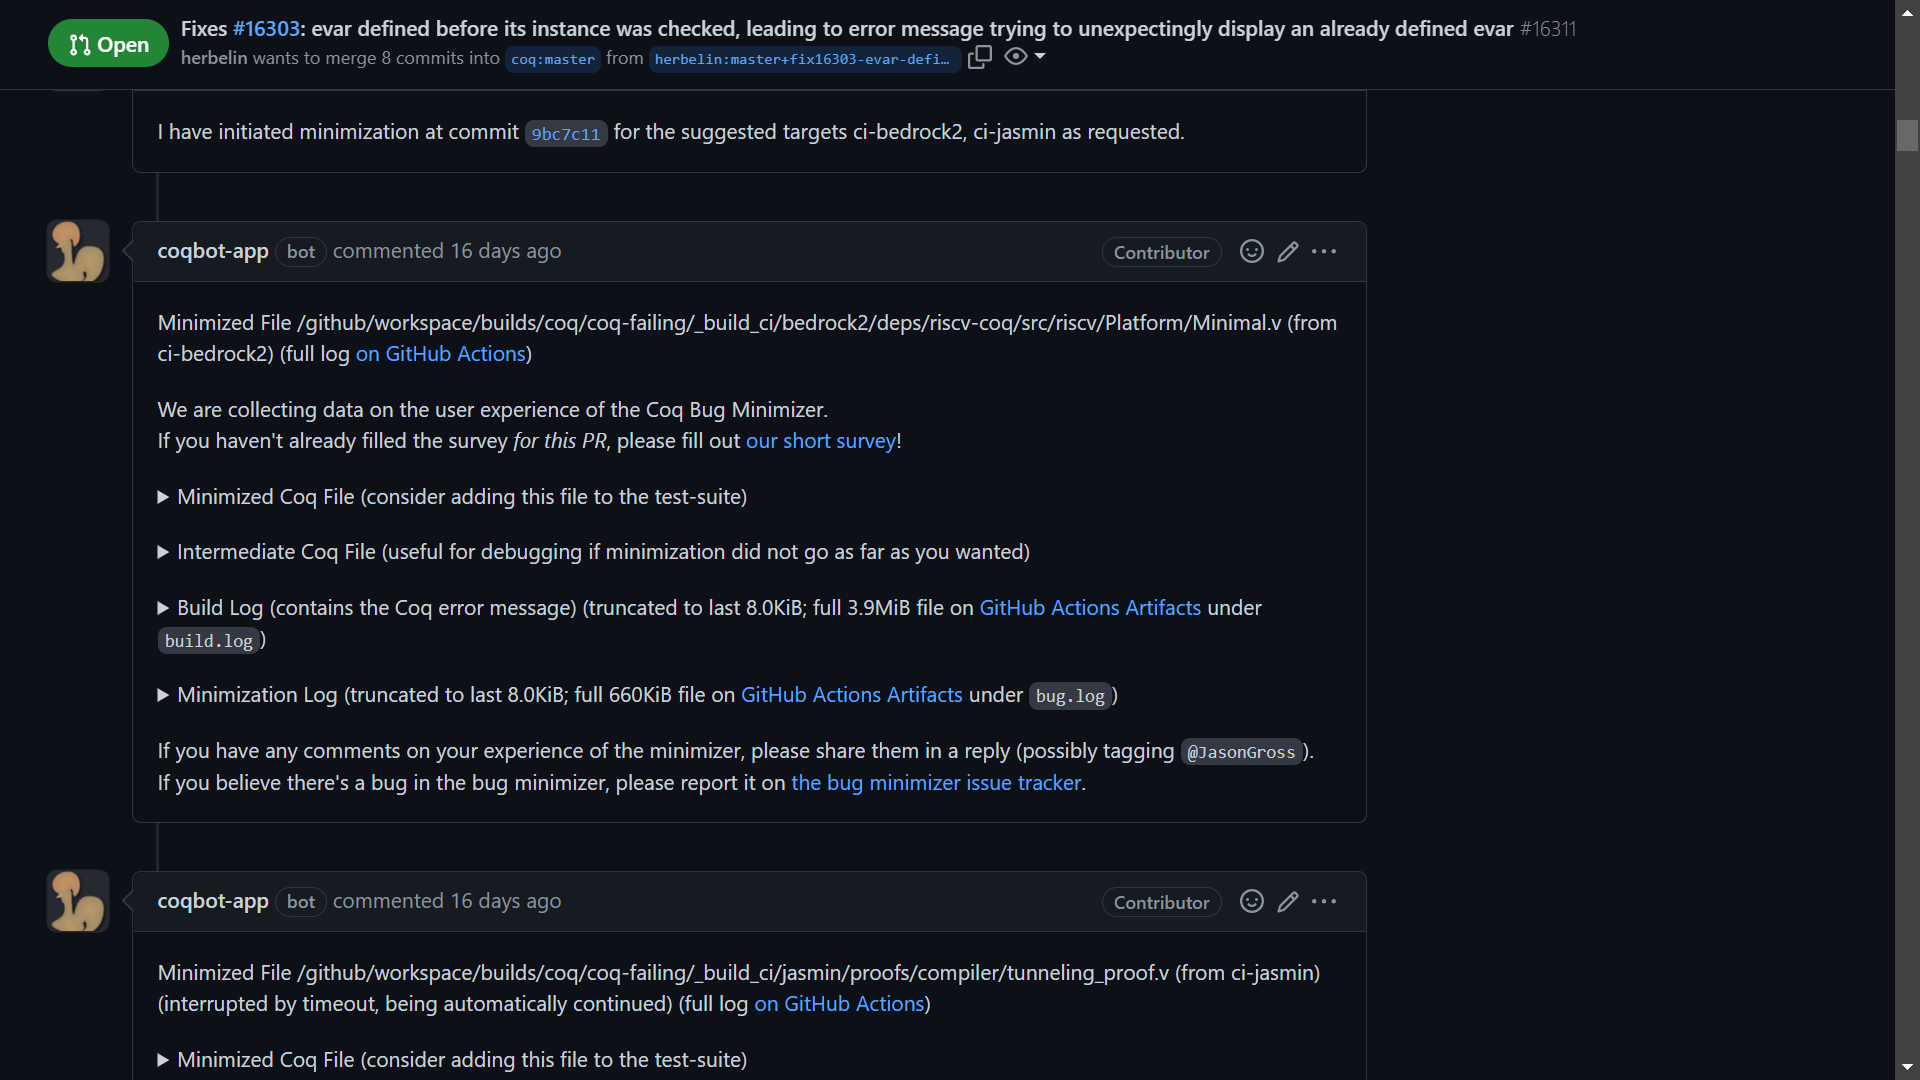 Open
Fixes #16303: evar defined before its instance was checked, leading to error message trying to unexpectingly display an already defined evar #16311
herbelin wants to merge 8 commits into coq:master from herbelin:master+fix16303-evar-defi…
I have initiated minimization at commit 9bc7c11 for the suggested targets ci-bedrock2, ci-jasmin as requested.
coqbot-app bot commented 16 days ago Contributor
Minimized File /github/workspace/builds/coq/coq-failing/_build_ci/bedrock2/deps/riscv-coq/src/riscv/Platform/Minimal.v (from
ci-bedrock2) (full log on GitHub Actions)
We are collecting data on the user experience of the Coq Bug Minimizer.
If you haven't already filled the survey for this PR, please fill out our short survey!
Minimized Coq File (consider adding this file to the test-suite)
Intermediate Coq File (useful for debugging if minimization did not go as far as you wanted)
Build Log (contains the Coq error message) (truncated to last 8.0KiB; full 3.9MiB file on GitHub Actions Artifacts under
build.log)
Minimization Log (truncated to last 8.0KiB; full 660KiB file on GitHub Actions Artifacts under bug.log)
If you have any comments on your experience of the minimizer, please share them in a reply (possibly tagging @JasonGross).
If you believe there's a bug in the bug minimizer, please report it on the bug minimizer issue tracker.
coqbot-app bot commented 16 days ago Contributor
Minimized File /github/workspace/builds/coq/coq-failing/_build_ci/jasmin/proofs/compiler/tunneling_proof.v (from ci-jasmin)
(interrupted by timeout, being automatically continued) (full log on GitHub Actions)
Minimized Coq File (consider adding this file to the test-suite)